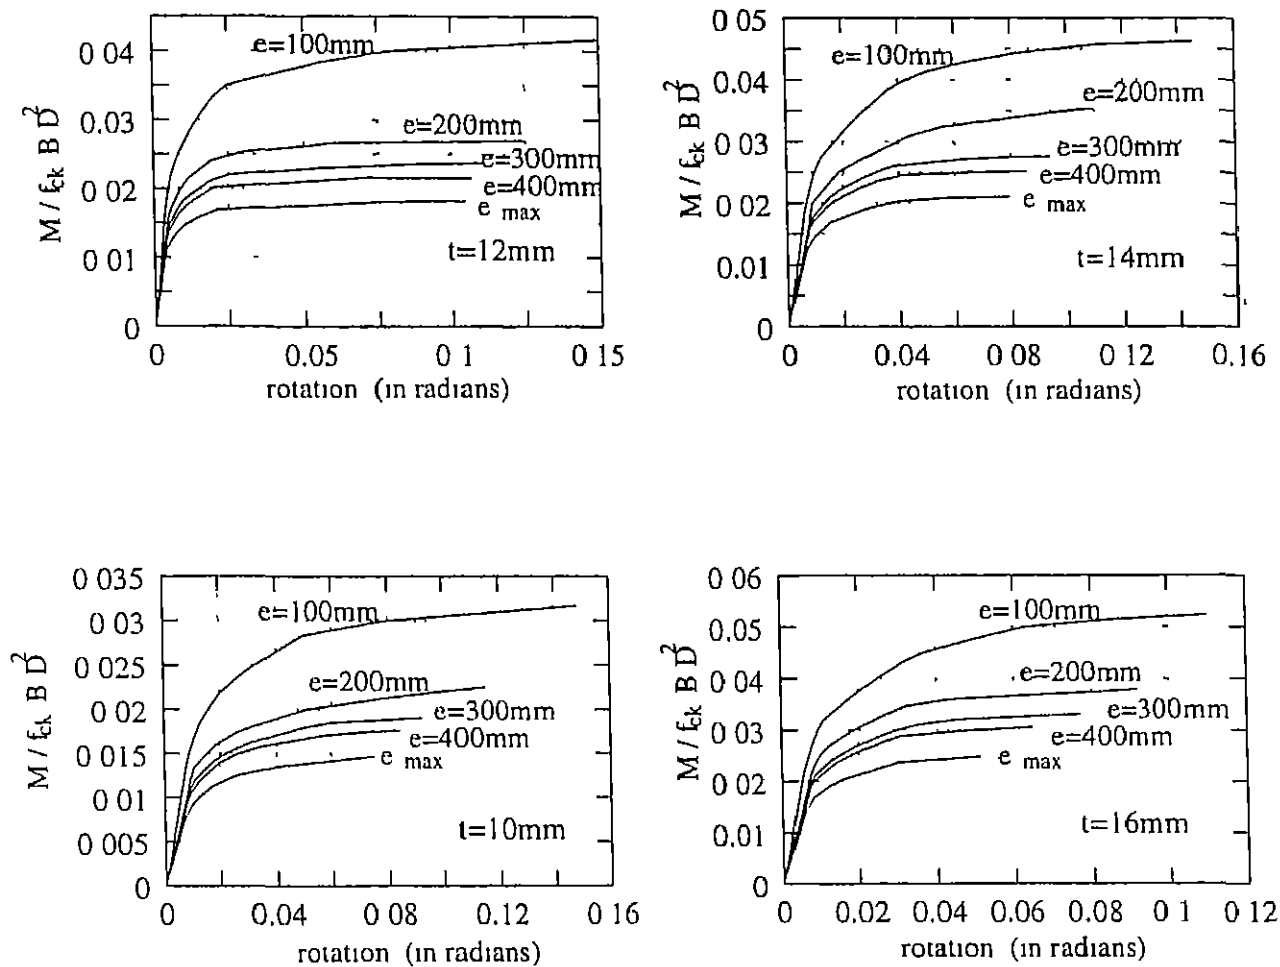 0 04
0 03
0 02
0 01
0
M / fck B D2
e=100mm
e=200mm
e=300mm
e=400mm
e max
t=12mm
0 0.05 0 1 0 15
rotation (in radians)
0 05
0 04
0 03
0 02
0.01
0
M / fck B D2
e=100mm
e=200mm
e=300mm
e=400mm
e max
t=14mm
0 0.04 0 08 0 12 0.16
rotation (in radians)
0 035
0 03
0 025
0 02
0 015
0 01
0 005
0
M / fck B D2
e=100mm
e=200mm
e=300mm
e=400mm
e max
t=10mm
0 0.04 0 08 0 12 0 16
rotation (in radians)
0 06
0.05
0 04
0 03
0 02
0.01
0
M / fck B D2
e=100mm
e=200mm
e=300mm
e=400mm
e max
t=16mm
0 0.02 0.04 0.06 0.08 0 1 0 12
rotation (in radians)